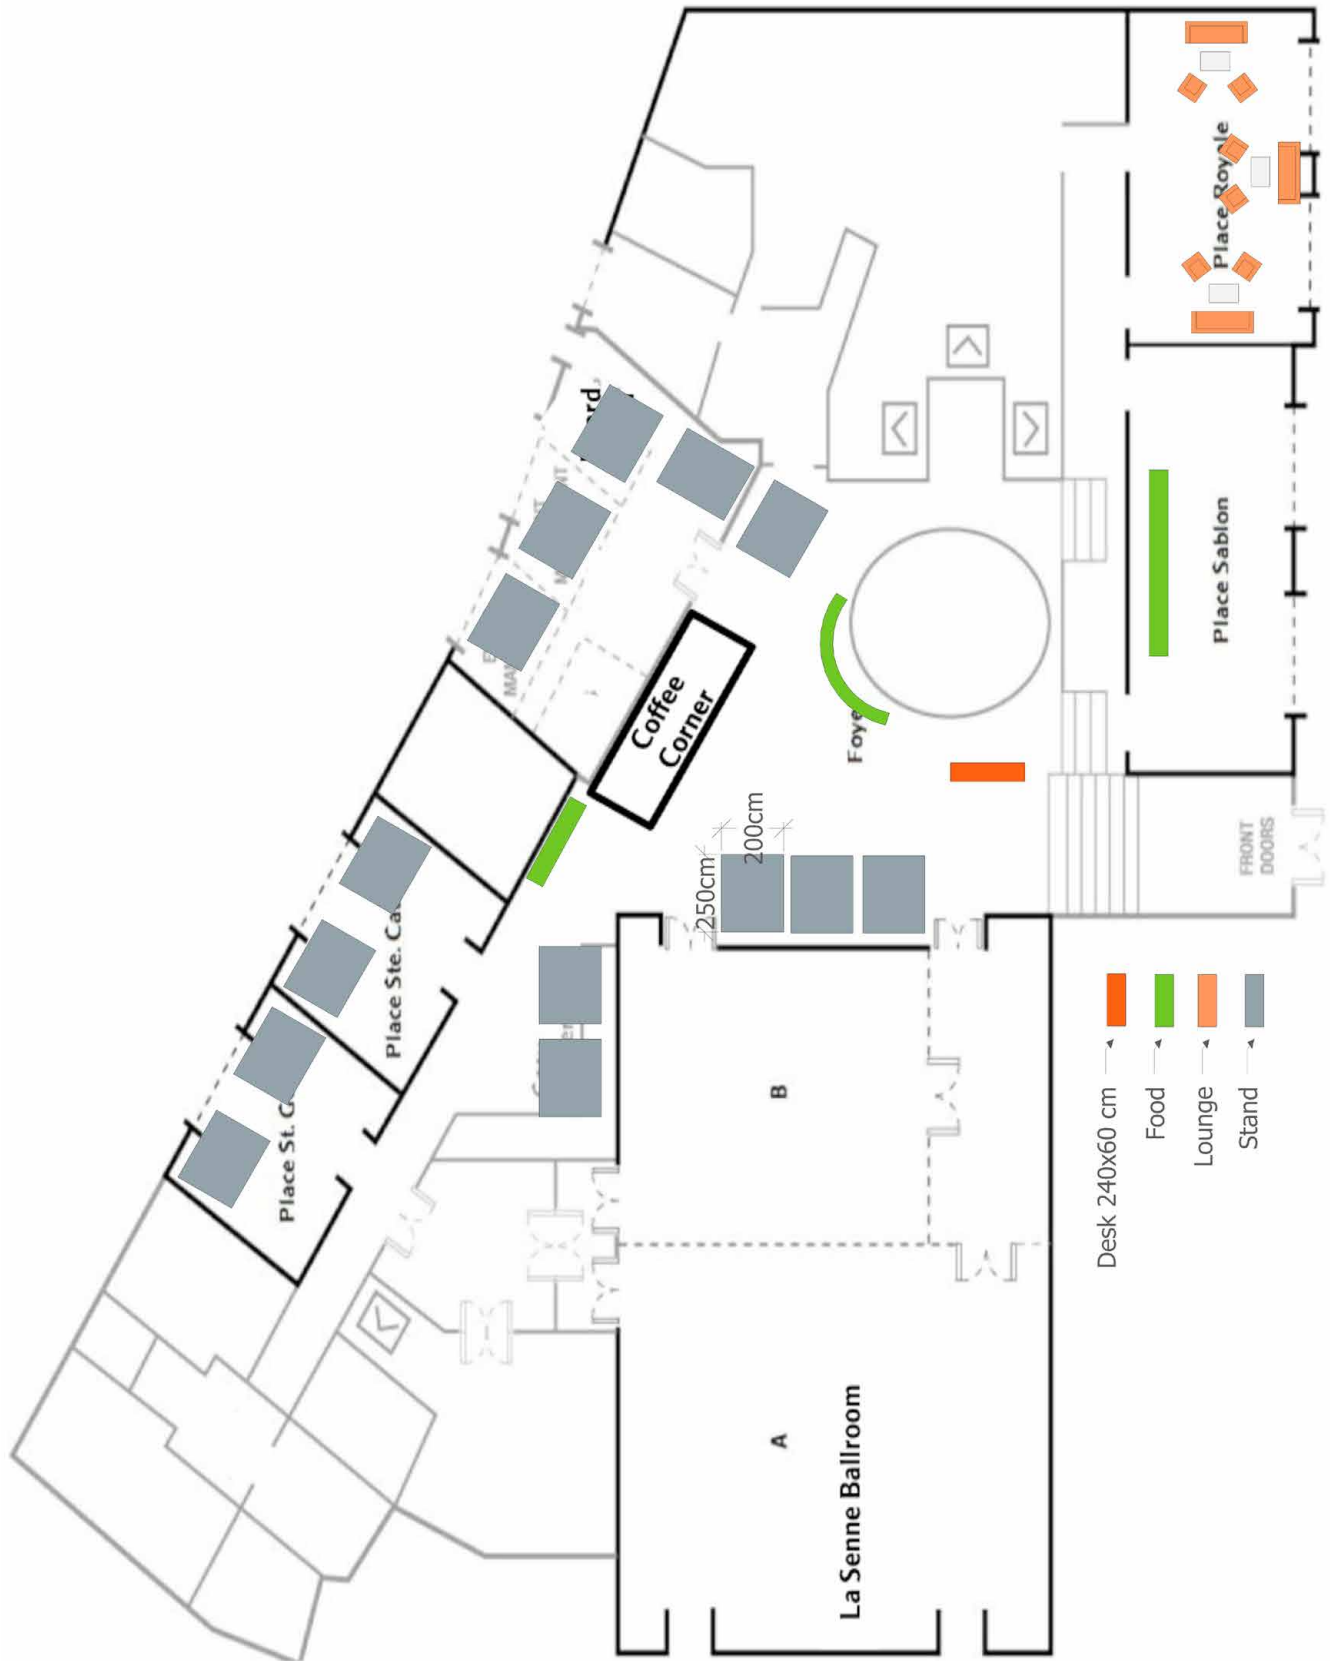 Place Royale
Place Sablon
FRONT
DOORS
Coffee
Corner
Foye
200cm
250cm
Place Ste. Ca
Place St. G
B
A
La Senne Ballroom
Desk 240x60 cm
Food
Lounge
Stand